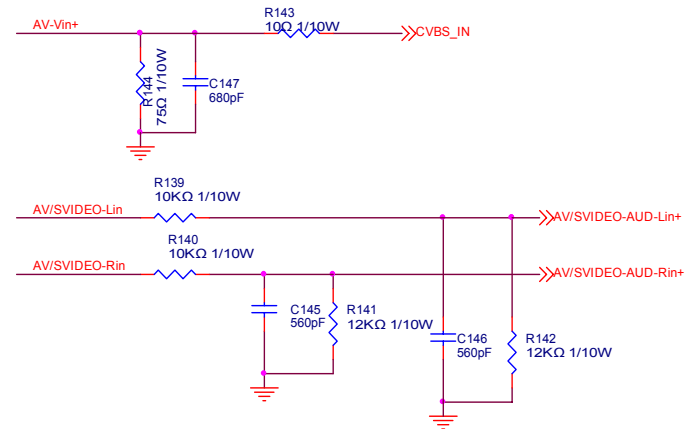 R143
AV-Vin+
10Ω 1/10W
CVBS_IN
R144
75Ω 1/10W
C147
680pF
R139
10KΩ 1/10W
AV/SVIDEO-Lin
AV/SVIDEO-AUD-Lin+
R140
10KΩ 1/10W
AV/SVIDEO-Rin
AV/SVIDEO-AUD-Rin+
C145
560pF
R141
12KΩ 1/10W
C146
560pF
R142
12KΩ 1/10W